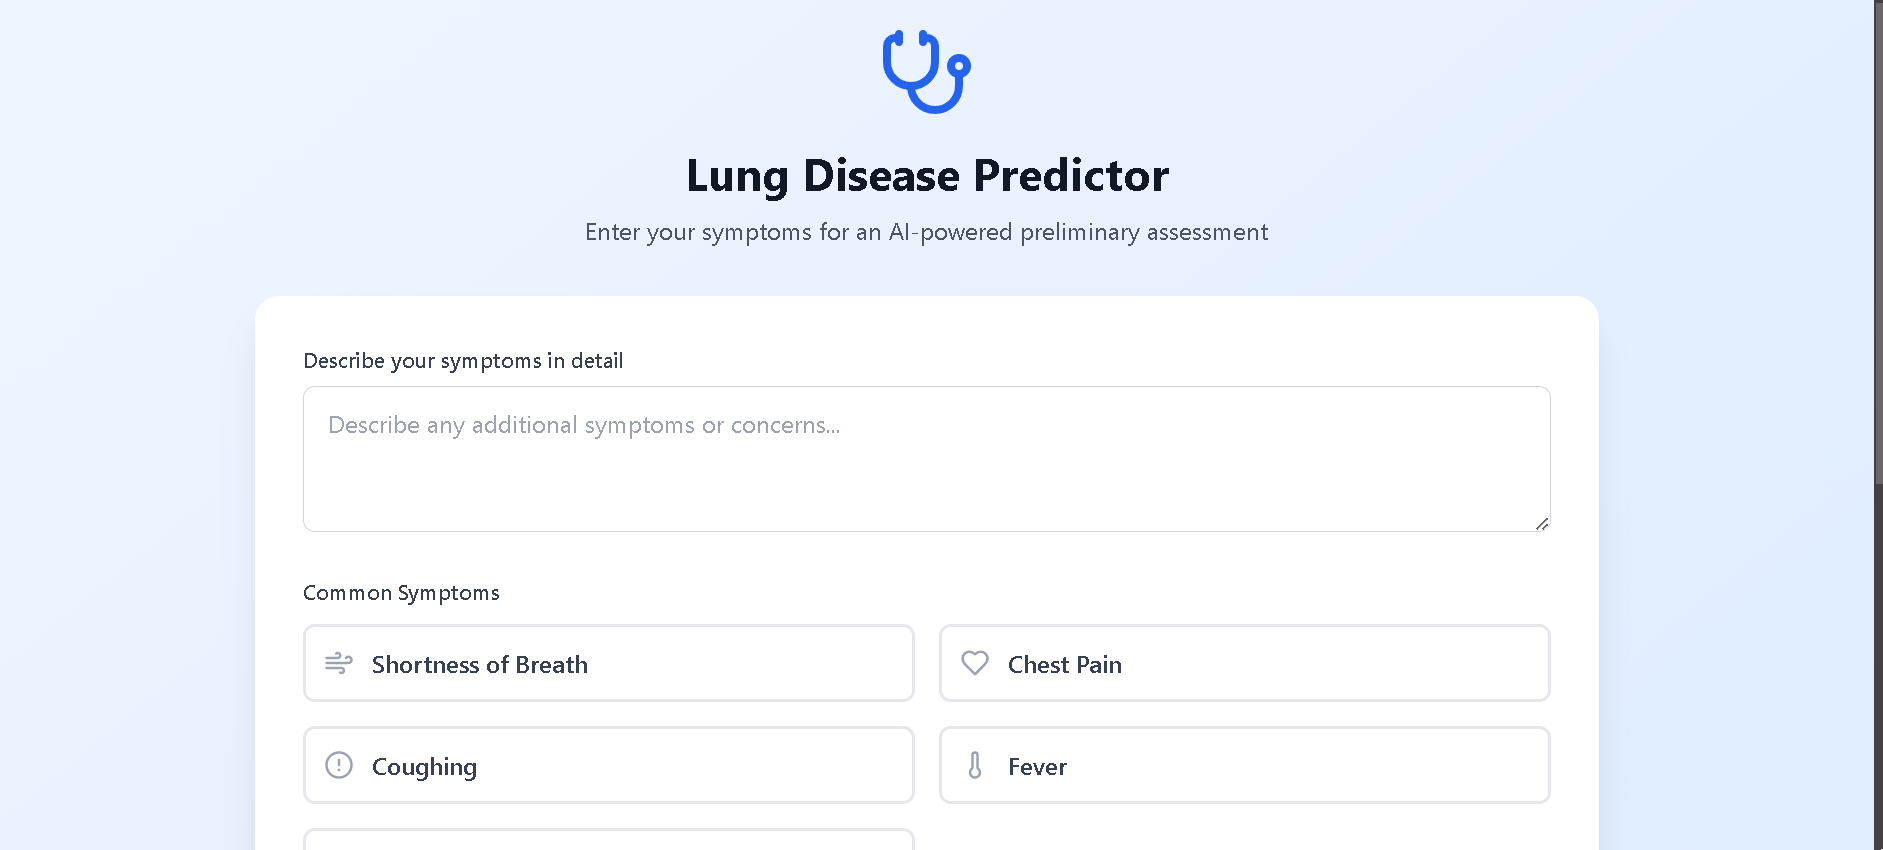 Lung Disease Predictor
Enter your symptoms for an AI-powered preliminary assessment
Describe your symptoms in detail
Describe any additional symptoms or concerns...
Common Symptoms
Shortness of Breath
Chest Pain
Coughing
Fever